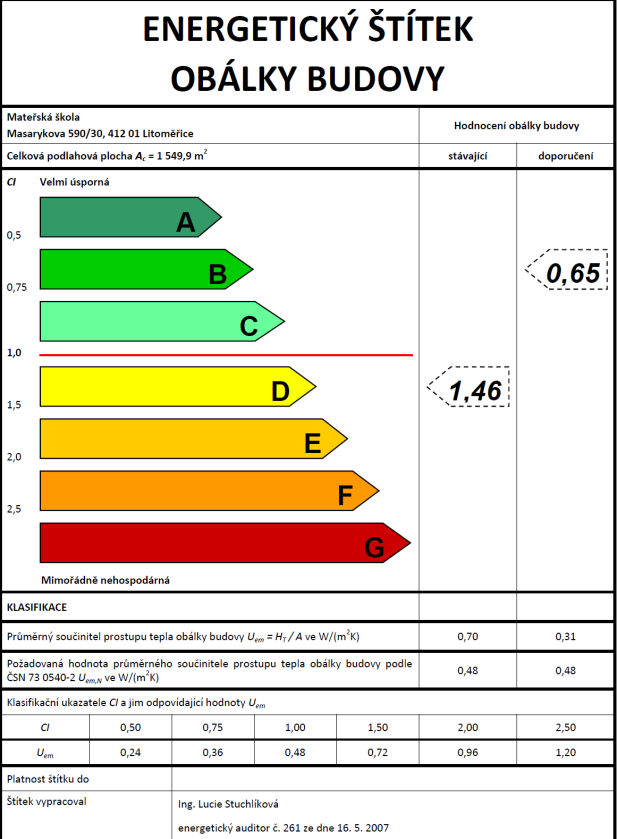 ENERGETICKÝ ŠTÍTEK
OBÁLKY BUDOVY
Mateřská škola
Masarykova 590/30, 412 01 Litoměřice
Hodnocení obálky budovy
Celková podlahová plocha Ac = 1 549,9 m²
stávající
doporučení
CI Velmi úsporná
A
0,5
B
0,65
0,75
C
1,0
D
1,46
1,5
E
2,0
F
2,5
G
Mimořádně nehospodárná
KLASIFIKACE
Průměrný součinitel prostupu tepla obálky budovy Uem = HT / A ve W/(m²K) 0,70 0,31
Požadovaná hodnota průměrného součinitele prostupu tepla obálky budovy podle
ČSN 73 0540-2 Uem,N ve W/(m²K) 0,48 0,48
Klasifikační ukazatele CI a jim odpovídající hodnoty Uem
CI 0,50 0,75 1,00 1,50 2,00 2,50
Uem 0,24 0,36 0,48 0,72 0,96 1,20
Platnost štítku do
Štítek vypracoval
Ing. Lucie Stuchlíková
energetický auditor č. 261 ze dne 16. 5. 2007